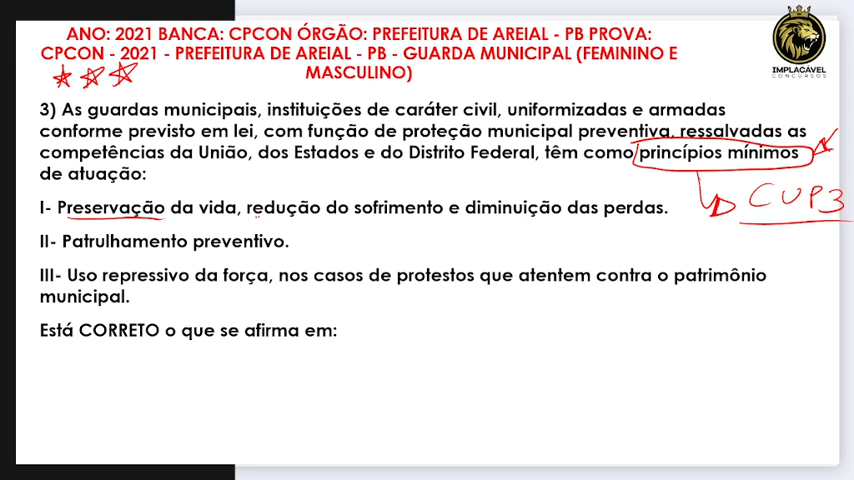 ANO: 2021 BANCA: CPCON ÓRGÃO: PREFEITURA DE AREIAL - PB PROVA:
CPCON - 2021 - PREFEITURA DE AREIAL - PB - GUARDA MUNICIPAL (FEMININO E
MASCULINO)
IMPLACÁVEL
CONCURSOS
3) As guardas municipais, instituições de caráter civil, uniformizadas e armadas
conforme previsto em lei, com função de proteção municipal preventiva, ressalvadas as
competências da União, dos Estados e do Distrito Federal, têm como princípios mínimos
de atuação:
CUP3
I- Preservação da vida, redução do sofrimento e diminuição das perdas.
II- Patrulhamento preventivo.
III- Uso repressivo da força, nos casos de protestos que atentem contra o patrimônio
municipal.
Está CORRETO o que se afirma em: